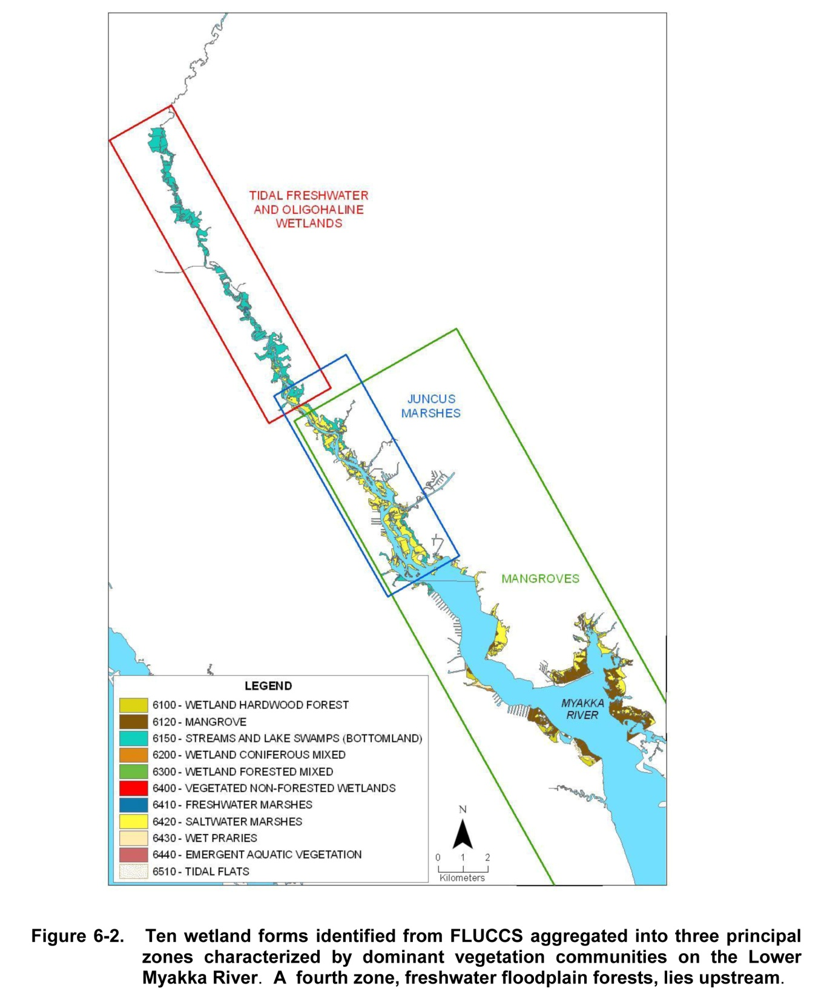 TIDAL FRESHWATER
AND OLIGOHALINE
WETLANDS
JUNCUS
MARSHES
MANGROVES
MYAKKA
RIVER
LEGEND
6100 - WETLAND HARDWOOD FOREST
6120 - MANGROVE
6150 - STREAMS AND LAKE SWAMPS (BOTTOMLAND)
6200 - WETLAND CONIFEROUS MIXED
6300 - WETLAND FORESTED MIXED
6400 - VEGETATED NON-FORESTED WETLANDS
6410 - FRESHWATER MARSHES
6420 - SALTWATER MARSHES
6430 - WET PRARIES
6440 - EMERGENT AQUATIC VEGETATION
6510 - TIDAL FLATS
N
0 1 2
Kilometers
Figure 6-2. Ten wetland forms identified from FLUCCS aggregated into three principal
zones characterized by dominant vegetation communities on the Lower
Myakka River. A fourth zone, freshwater floodplain forests, lies upstream.